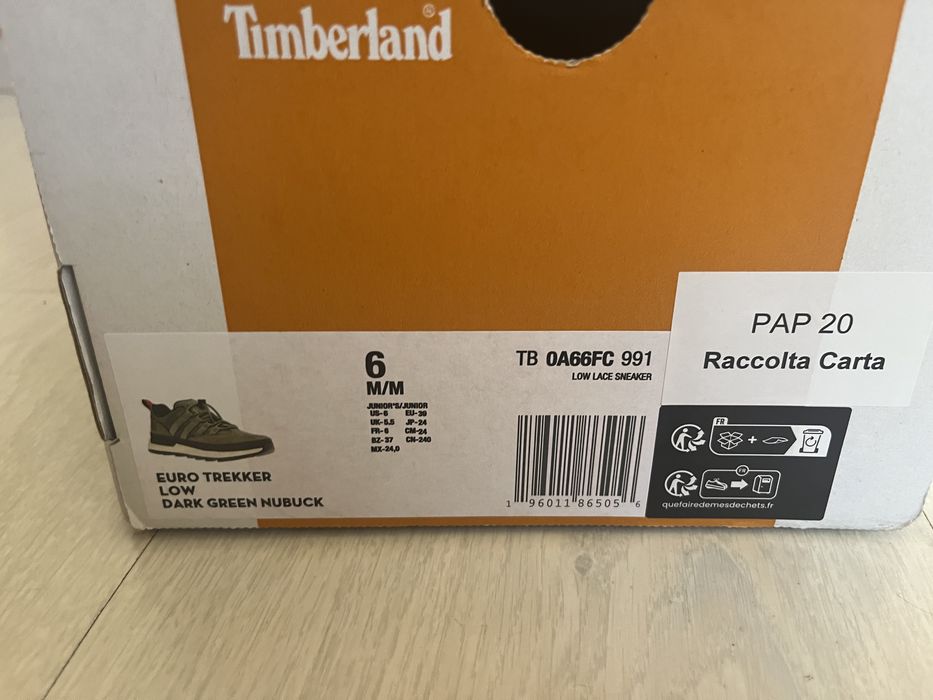 Timberland®
PAP 20
Raccolta Carta
6
M/M
TB 0A66FC 991
LOW LACE SNEAKER
JUNIOR'S/JUNIOR
US-6 EU-39
UK-5.5 JP-24
FR-6 CM-24
BZ-37 CN-240
MX-24,0
EURO TREKKER
LOW
DARK GREEN NUBUCK
1 96011 86505 6
FR
FR
quefairedemesdechets.fr